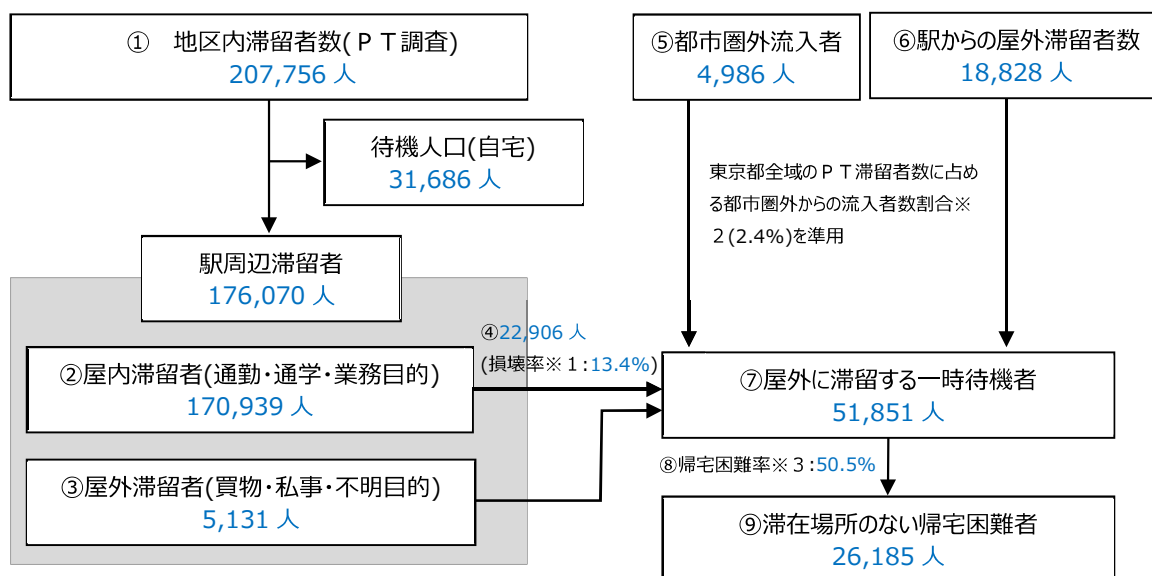 ① 地区内滞留者数(ＰＴ調査)
207,756 人
待機人口(自宅)
31,686 人
駅周辺滞留者
176,070 人
②屋内滞留者(通勤・通学・業務目的)
170,939 人
③屋外滞留者(買物・私事・不明目的)
5,131 人
④22,906 人
(損壊率※１:13.4%)
⑤都市圏外流入者
4,986 人
⑥駅からの屋外滞留者数
18,828 人
東京都全域のＰＴ滞留者数に占め
る都市圏外からの流入者数割合※
２(2.4%)を準用
⑦屋外に滞留する一時待機者
51,851 人
⑧帰宅困難率※３:50.5%
⑨滞在場所のない帰宅困難者
26,185 人